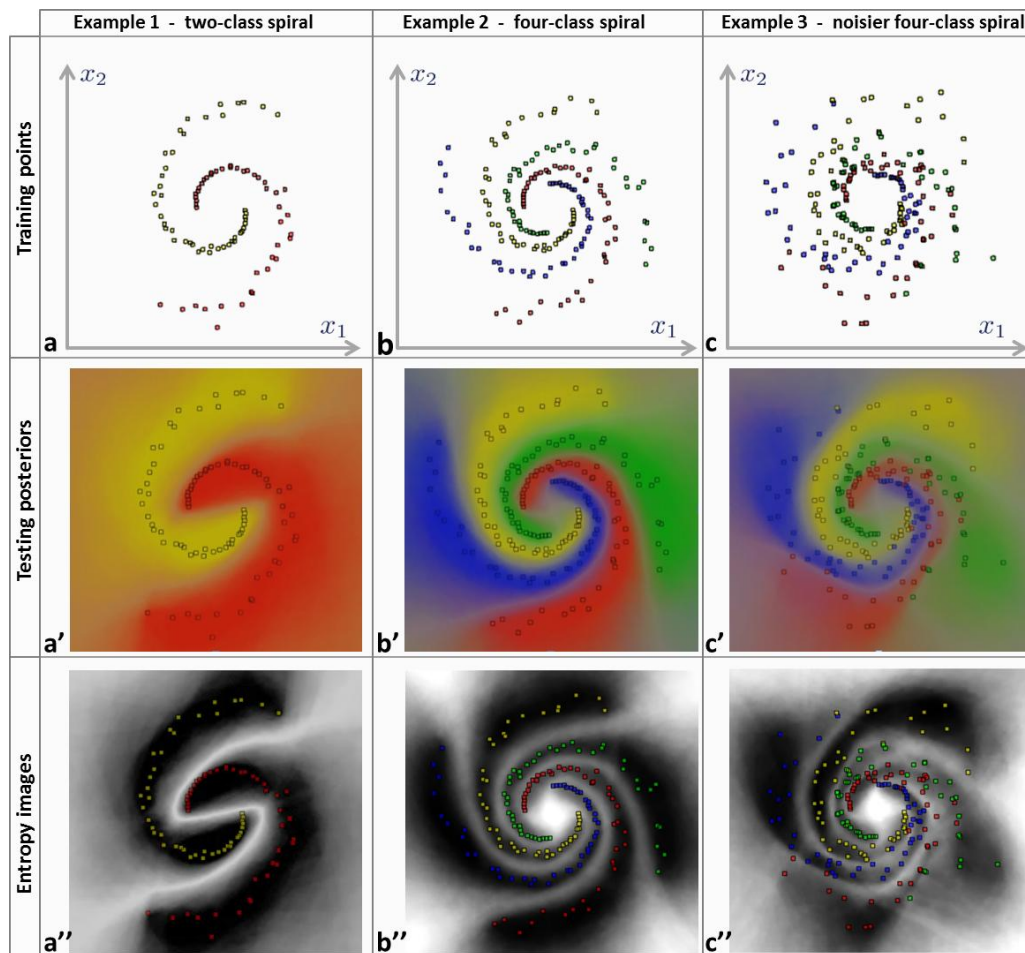 Example 1 - two-class spiral
Example 2 - four-class spiral
Example 3 - noisier four-class spiral
Training points
x2
x1
a
x2
x1
b
x2
x1
c
Testing posteriors
a'
b'
c'
Entropy images
a''
b''
c''